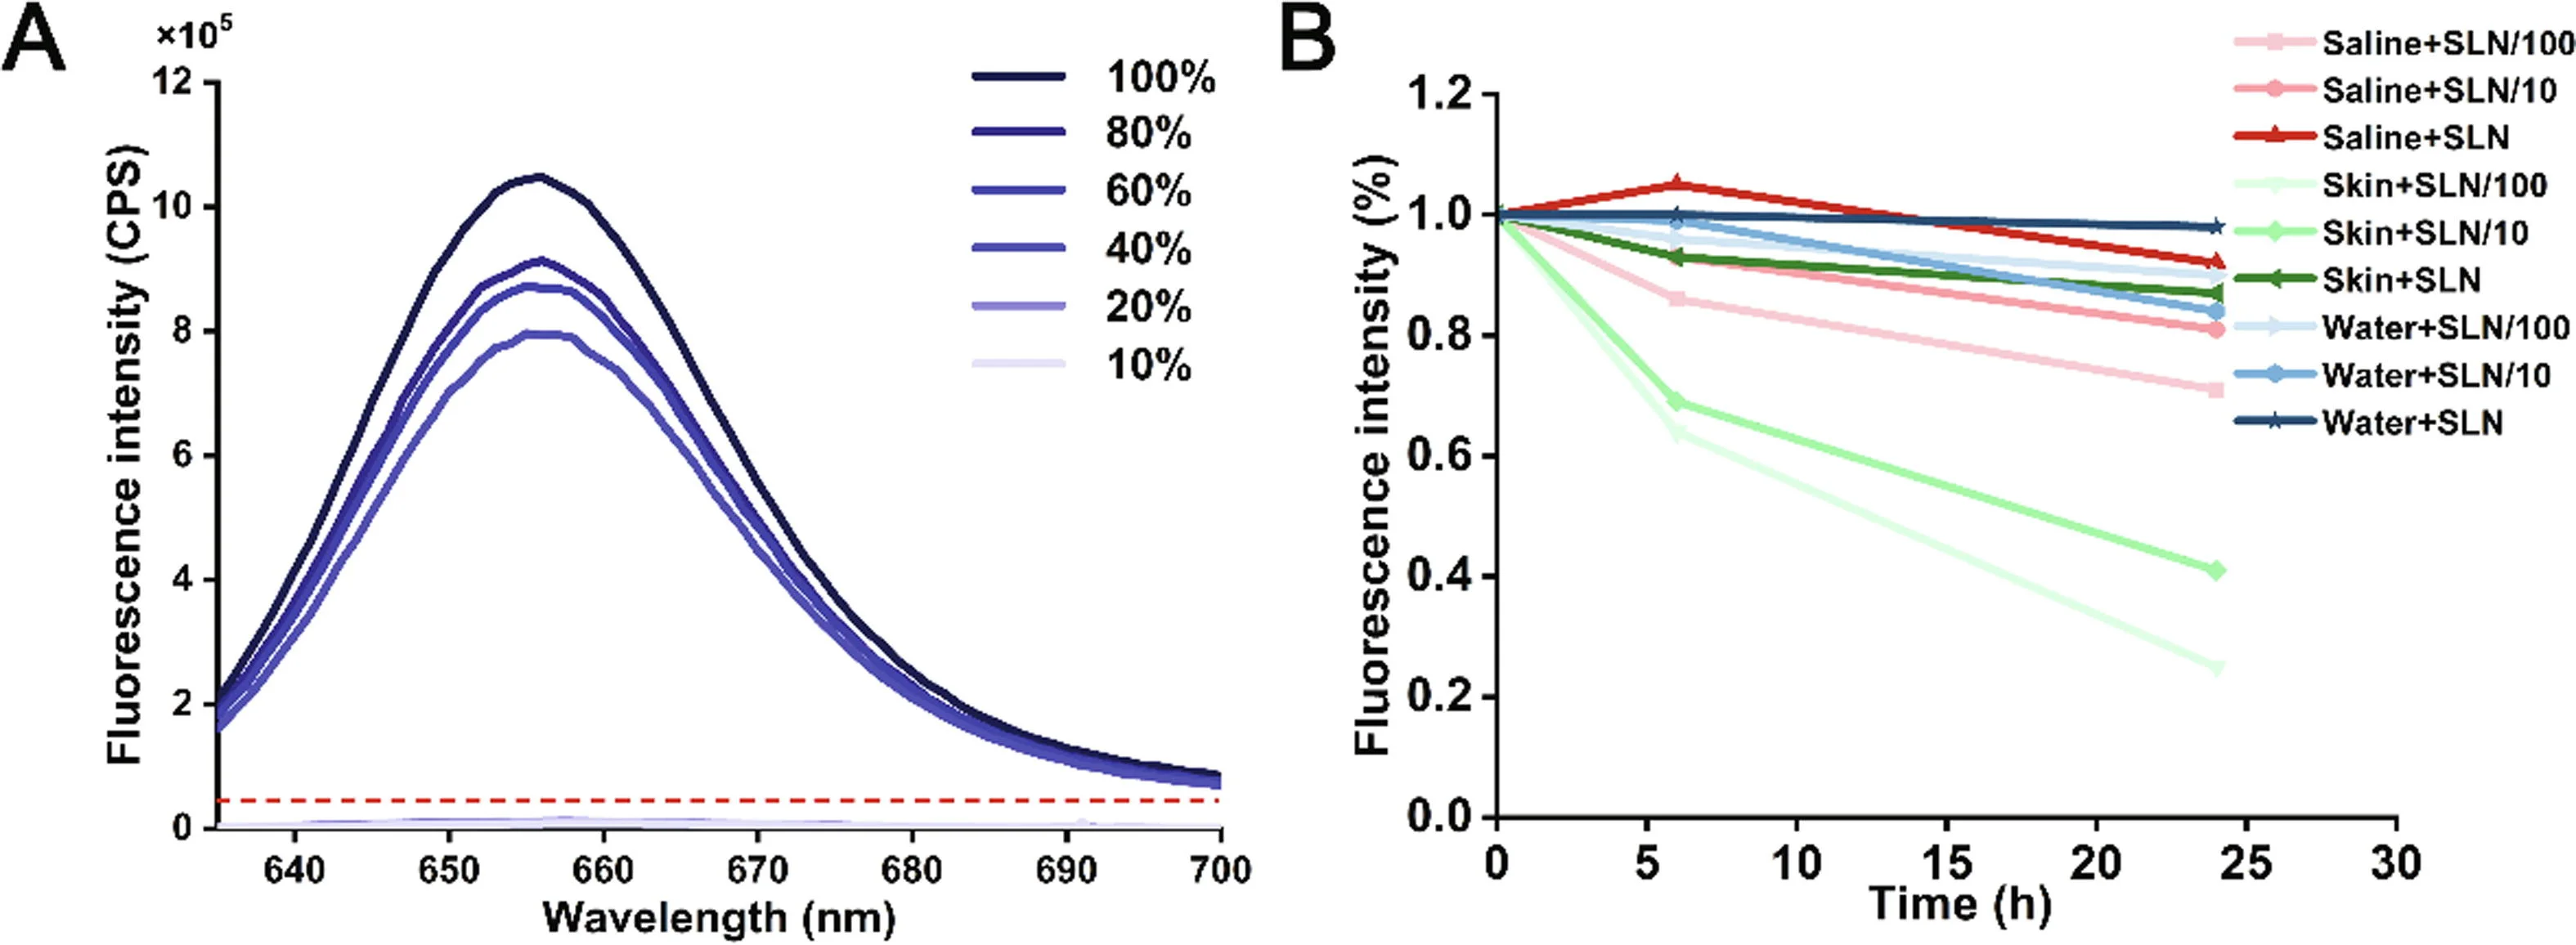 A
×10⁵
12
10
8
6
4
2
0
Fluorescence intensity (CPS)
640 650 660 670 680 690 700
Wavelength (nm)
100%
80%
60%
40%
20%
10%
B
1.2
1.0
0.8
0.6
0.4
0.2
0.0
Fluorescence intensity (%)
0 5 10 15 20 25 30
Time (h)
Saline+SLN/100
Saline+SLN/10
Saline+SLN
Skin+SLN/100
Skin+SLN/10
Skin+SLN
Water+SLN/100
Water+SLN/10
Water+SLN